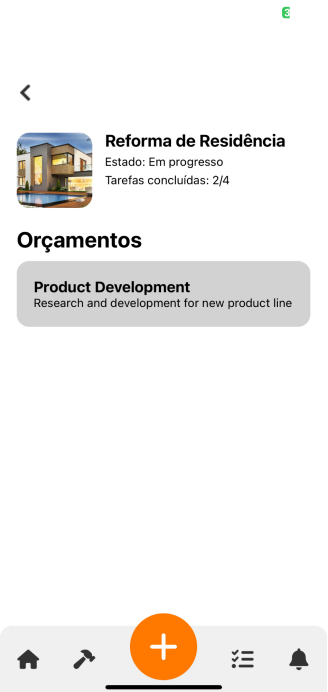 Reforma de Residência
Estado: Em progresso
Tarefas concluídas: 2/4
Orçamentos
Product Development
Research and development for new product line